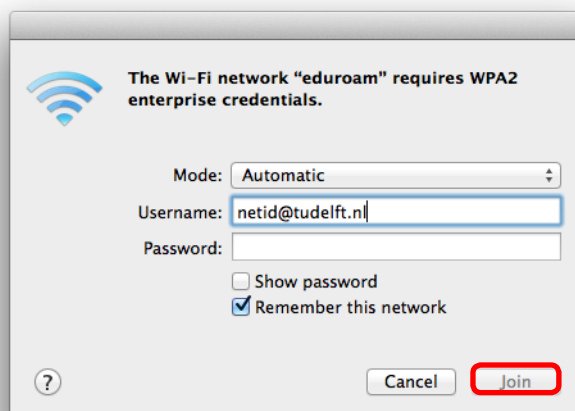 The Wi-Fi network “eduroam” requires WPA2
enterprise credentials.
Mode: Automatic
Username: netid@tudelft.nl
Password:
Show password
Remember this network
? Cancel Join